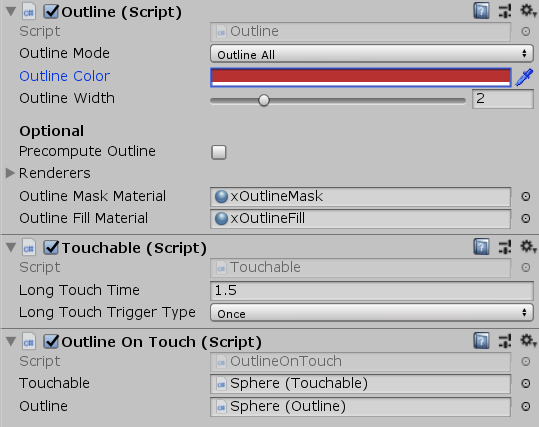 Outline (Script)
Script Outline
Outline Mode Outline All
Outline Color
Outline Width 2
Optional
Precompute Outline
Renderers
Outline Mask Material xOutlineMask
Outline Fill Material xOutlineFill
Touchable (Script)
Script Touchable
Long Touch Time 1.5
Long Touch Trigger Type Once
Outline On Touch (Script)
Script OutlineOnTouch
Touchable Sphere (Touchable)
Outline Sphere (Outline)